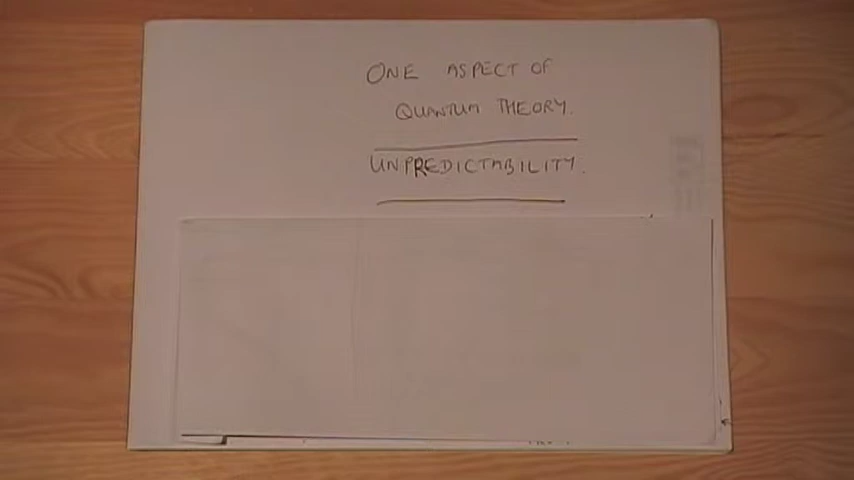 ONE ASPECT OF
QUANTUM THEORY.
UNPREDICTABILITY.